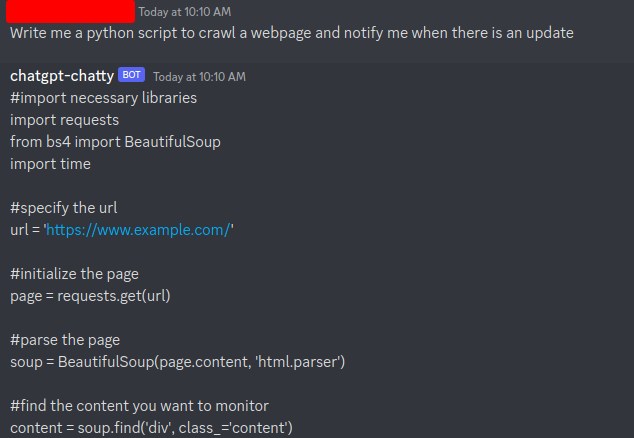 Today at 10:10 AM
Write me a python script to crawl a webpage and notify me when there is an update
chatgpt-chatty BOT Today at 10:10 AM
#import necessary libraries
import requests
from bs4 import BeautifulSoup
import time
#specify the url
url = 'https://www.example.com/'
#initialize the page
page = requests.get(url)
#parse the page
soup = BeautifulSoup(page.content, 'html.parser')
#find the content you want to monitor
content = soup.find('div', class_='content')